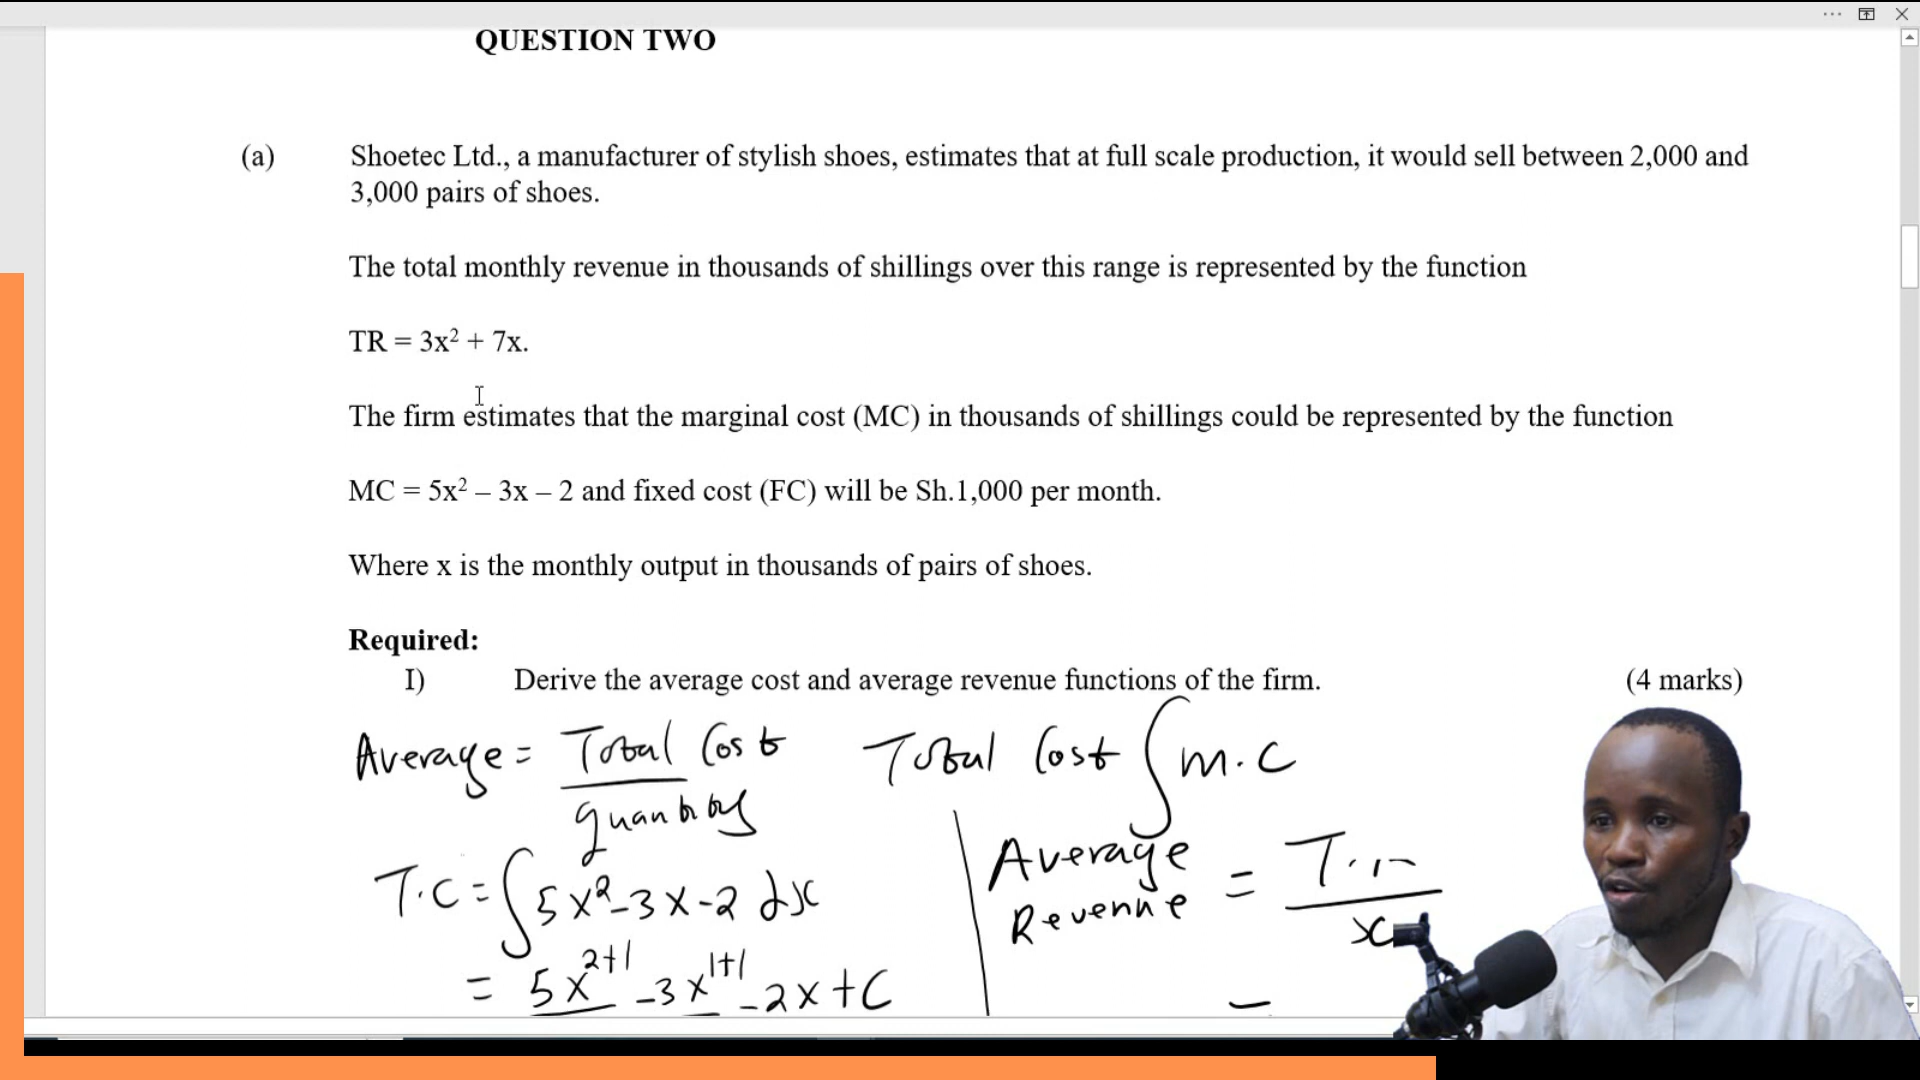 QUESTION TWO
(a) Shoetec Ltd., a manufacturer of stylish shoes, estimates that at full scale production, it would sell between 2,000 and
3,000 pairs of shoes.
The total monthly revenue in thousands of shillings over this range is represented by the function
TR = 3x² + 7x.
The firm estimates that the marginal cost (MC) in thousands of shillings could be represented by the function
MC = 5x² – 3x – 2 and fixed cost (FC) will be Sh.1,000 per month.
Where x is the monthly output in thousands of pairs of shoes.
Required:
I) Derive the average cost and average revenue functions of the firm. (4 marks)
Average = Total Cost Total Cost ∫ m.c
quantity
T.C = ∫ 5x²-3x-2 dx
Average = T.r
Revenue x
= 5x²⁺¹ -3x¹⁺¹ -2x+C =